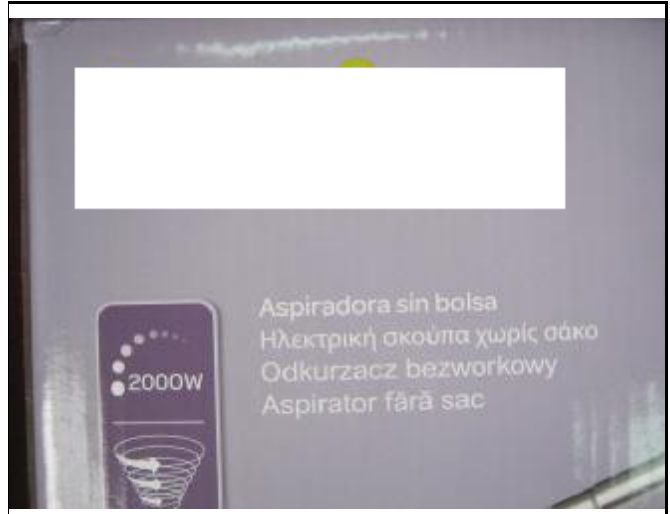 Aspiradora sin bolsa
Ηλεκτρική σκούπα χωρίς σάκο
Odkurzacz bezworkowy
Aspirator fără sac
2000W